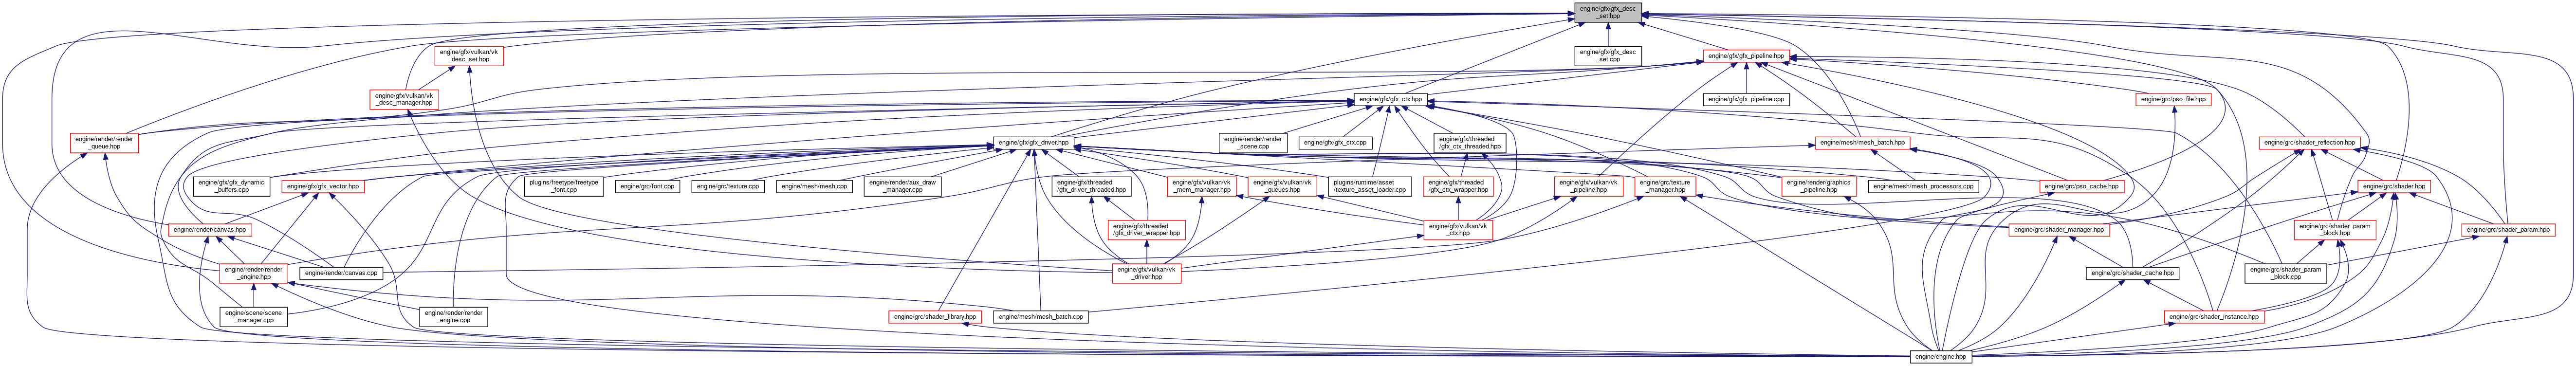 engine/gfx/gfx_desc
_set.hpp
engine/gfx/vulkan/vk
_desc_set.hpp
engine/gfx/gfx_desc
_set.cpp
engine/gfx/gfx_pipeline.hpp
engine/gfx/vulkan/vk
_desc_manager.hpp
engine/gfx/gfx_ctx.hpp
engine/gfx/gfx_pipeline.cpp
engine/grc/pso_file.hpp
engine/render/render
_queue.hpp
engine/gfx/gfx_driver.hpp
engine/render/render
_scene.cpp
engine/gfx/gfx_ctx.cpp
engine/gfx/threaded
/gfx_ctx_threaded.hpp
engine/mesh/mesh_batch.hpp
engine/grc/shader_reflection.hpp
engine/gfx/gfx_dynamic
_buffers.cpp
engine/gfx/gfx_vector.hpp
plugins/freetype/freetype
_font.cpp
engine/grc/font.cpp
engine/grc/texture.cpp
engine/mesh/mesh.cpp
engine/render/aux_draw
_manager.cpp
engine/gfx/threaded
/gfx_driver_threaded.hpp
engine/gfx/vulkan/vk
_mem_manager.hpp
engine/gfx/vulkan/vk
_queues.hpp
plugins/runtime/asset
/texture_asset_loader.cpp
engine/gfx/threaded
/gfx_ctx_wrapper.hpp
engine/gfx/vulkan/vk
_pipeline.hpp
engine/grc/texture
_manager.hpp
engine/render/graphics
_pipeline.hpp
engine/mesh/mesh_processors.cpp
engine/grc/pso_cache.hpp
engine/grc/shader.hpp
engine/render/canvas.hpp
engine/gfx/threaded
/gfx_driver_wrapper.hpp
engine/gfx/vulkan/vk
_ctx.hpp
engine/grc/shader_manager.hpp
engine/grc/shader_param
_block.hpp
engine/grc/shader_param.hpp
engine/render/render
_engine.hpp
engine/render/canvas.cpp
engine/gfx/vulkan/vk
_driver.hpp
engine/grc/shader_cache.hpp
engine/grc/shader_param
_block.cpp
engine/scene/scene
_manager.cpp
engine/render/render
_engine.cpp
engine/grc/shader_library.hpp
engine/mesh/mesh_batch.cpp
engine/grc/shader_instance.hpp
engine/engine.hpp